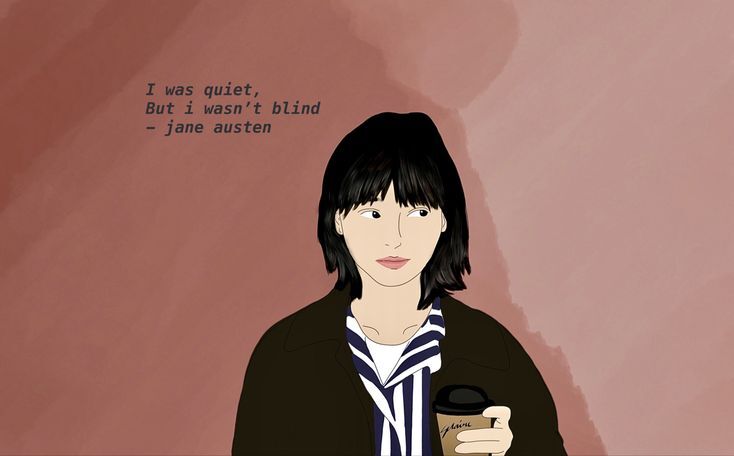 I was quiet,
But i wasn't blind
- jane austen